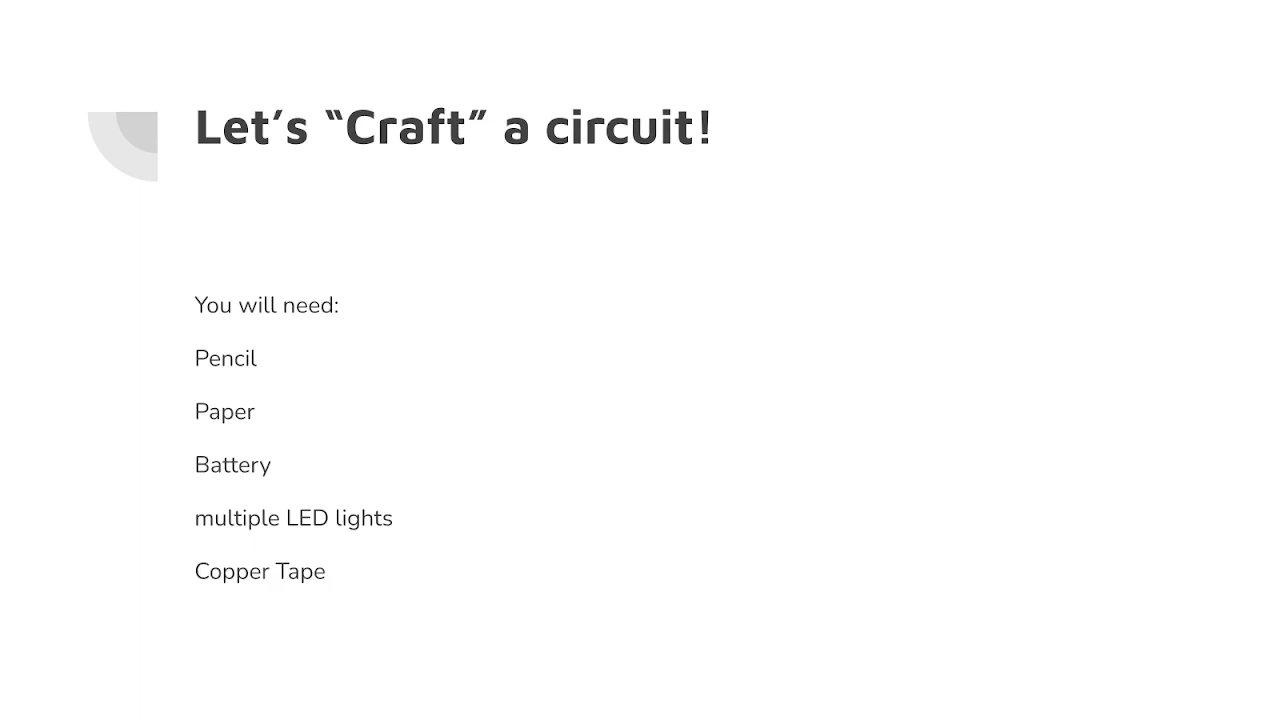 Let’s “Craft” a circuit!
You will need:
Pencil
Paper
Battery
multiple LED lights
Copper Tape